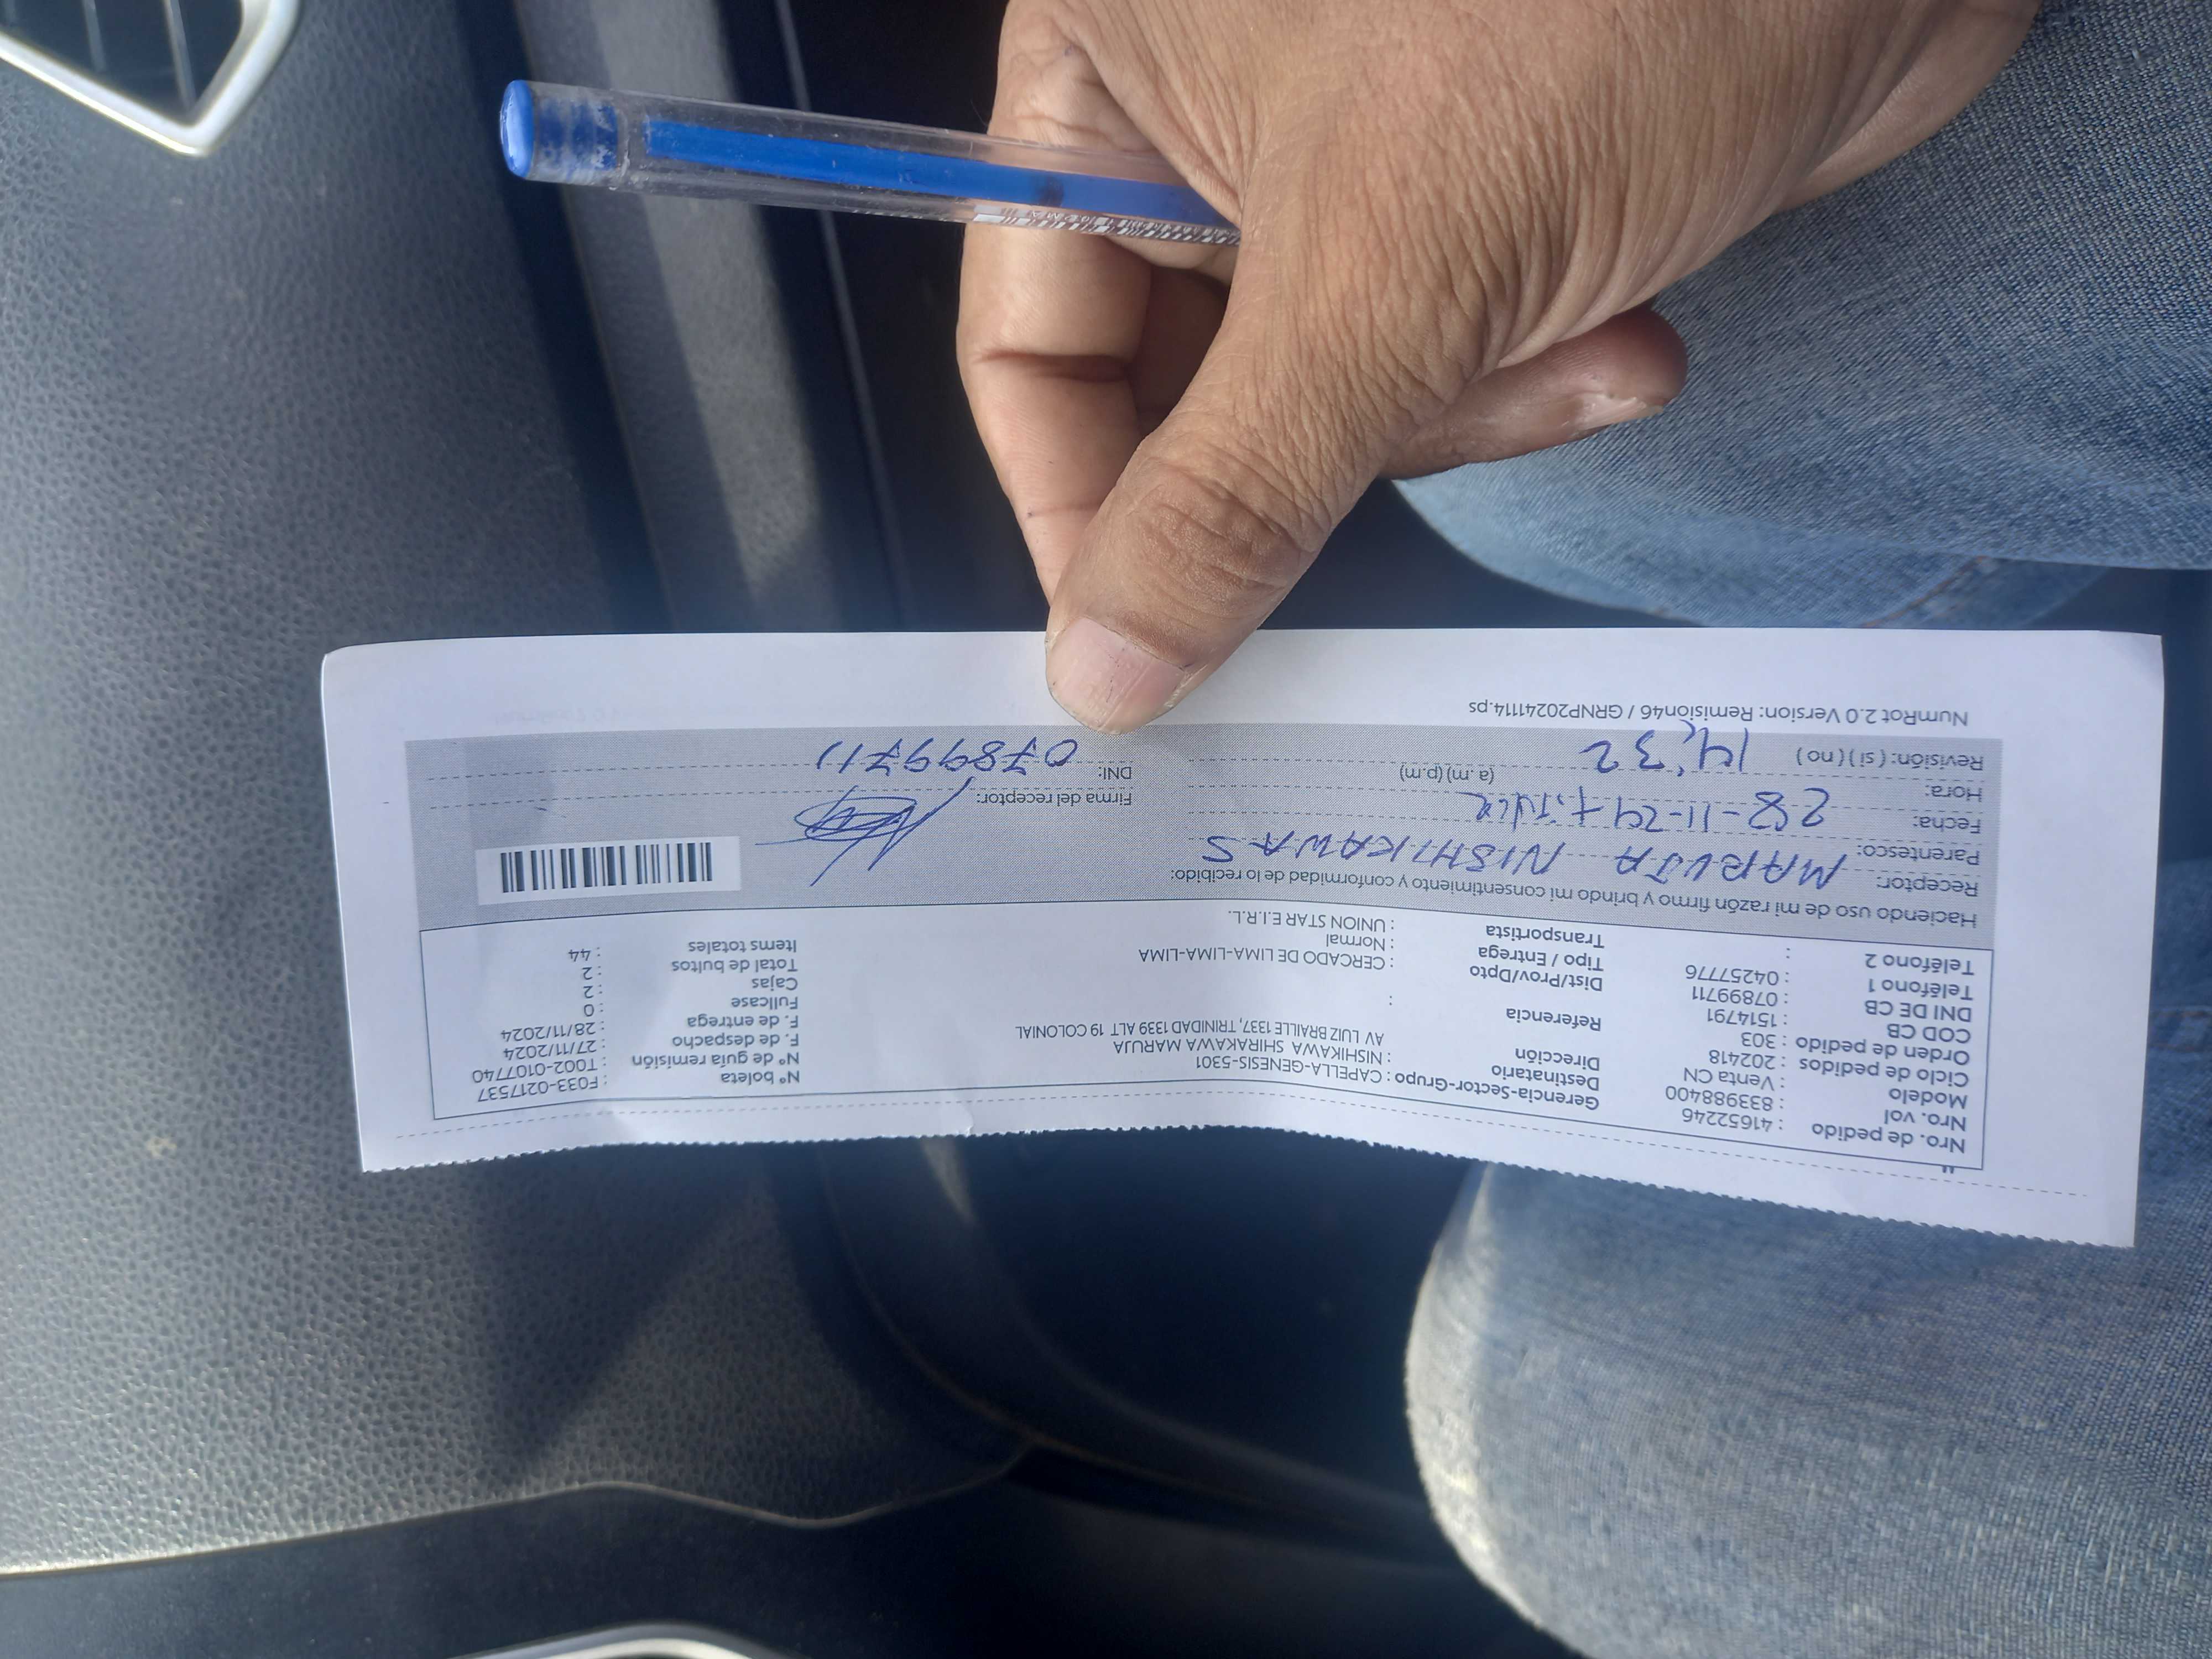 Nro. de pedido : 41652246
Nro. vol : 833988400
Modelo : Venta CN
Ciclo de pedidos : 202418
Orden de pedido : 303
COD CB : 1514791
DNI DE CB : 07899711
Teléfono 1 : 04257776
Teléfono 2 :
Gerencia-Sector-Grupo : CAPELLA-GENESIS-5301
Destinatario : NISHIKAWA SHIRAKAWA MARUJA
Dirección AV LUIZ BRAILLE 1337, TRINIDAD 1339 ALT 19 COLONIAL
Referencia :
Dist/Prov/Dpto : CERCADO DE LIMA-LIMA-LIMA
Tipo / Entrega : Normal
Transportista : UNION STAR E.I.R.L.
N° boleta : F033-0217537
N° de guía remisión : T002-0107740
F. de despacho : 27/11/2024
F. de entrega : 28/11/2024
Fullcase : 0
Cajas : 2
Total de bultos : 2
Items totales : 44
Haciendo uso de mi razón firmo y brindo mi consentimiento y conformidad de lo recibido:
Receptor: MARUJA NISHIKAWA S
Parentesco:
Fecha: 28-11-24
Hora: (a.m) (p.m)
Revisión: ( si ) ( no ) 14:32
Firma del receptor:
DNI: 07899711
NumRot 2.0 Version: Remision46 / GRNP20241114.ps